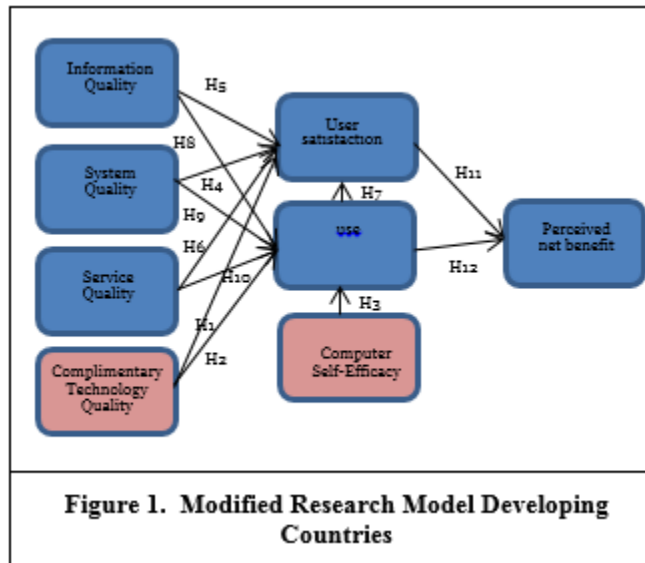 Information
Quality
H5
User
satisfaction
H8
System
Quality
H4
H11
H7
H9
use
Perceived
net benefit
H6
Service
Quality
H10
H12
H1
H3
H2
Complimentary
Technology
Quality
Computer
Self-Efficacy
Figure 1. Modified Research Model Developing
Countries